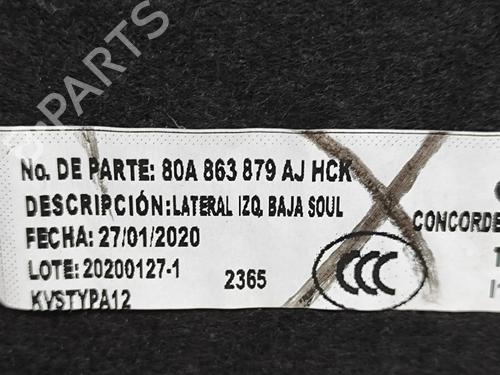 No. DE PARTE: 80A 863 879 AJ HCK
DESCRIPCIÓN: LATERAL IZQ. BAJA SOUL
FECHA: 27/01/2020
LOTE: 20200127-1
2365
KVSTYPA12
CCC
CONCORDE
B-Parts